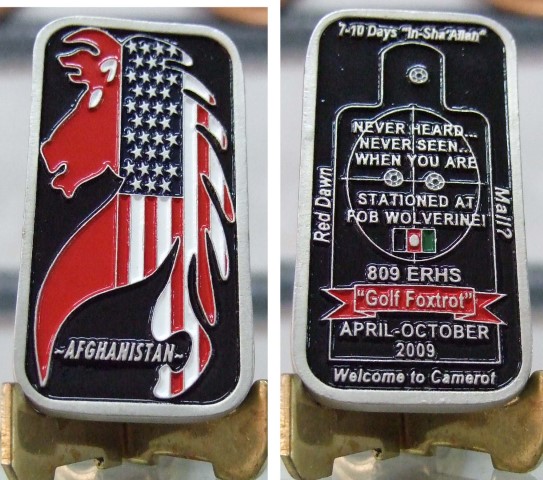 ~AFGHANISTAN~
7-10 Days "In-Sha'Allah"
NEVER HEARD...
NEVER SEEN...
WHEN YOU ARE
STATIONED AT
FOB WOLVERINE!
Red Dawn
Mail?
809 ERHS
"Golf Foxtrot"
APRIL-OCTOBER
2009
Welcome to Camerot